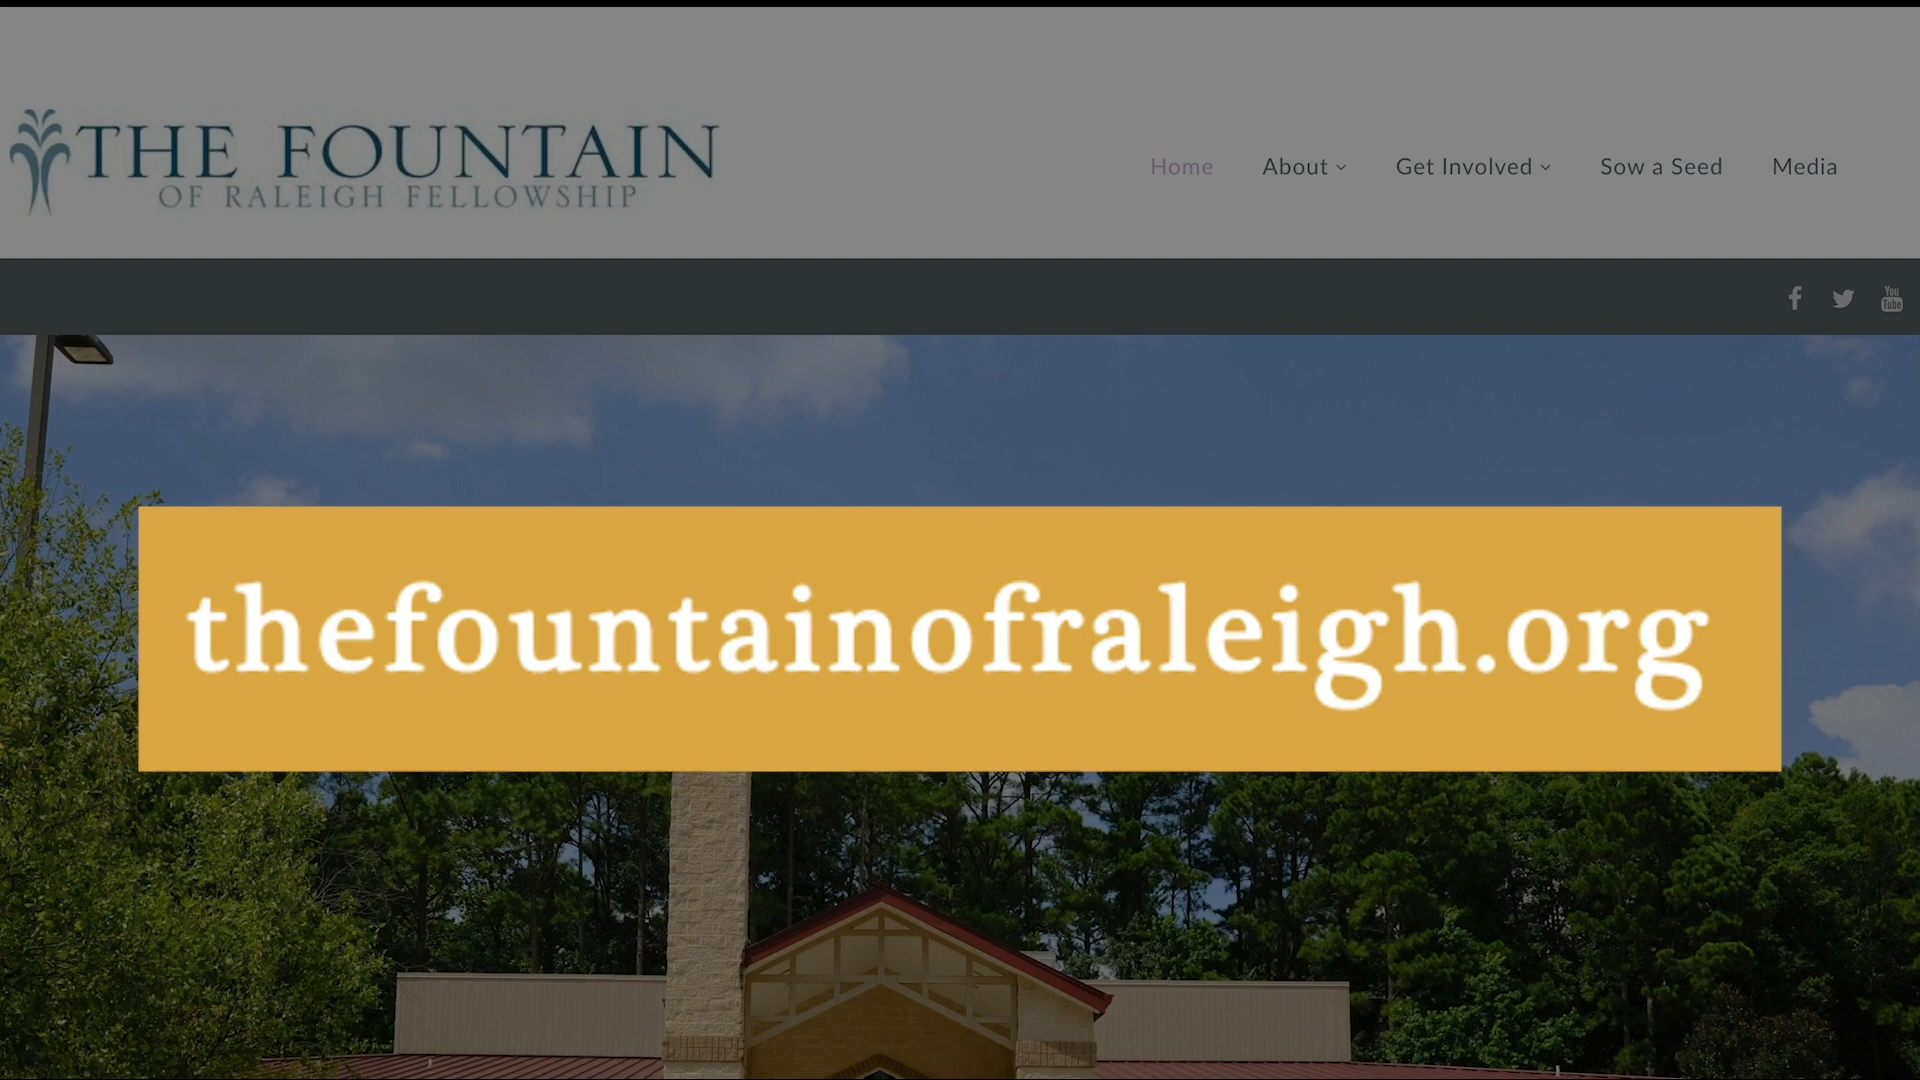 THE FOUNTAIN
OF RALEIGH FELLOWSHIP
Home About Get Involved Sow a Seed Media
You
Tube
thefountainofraleigh.org